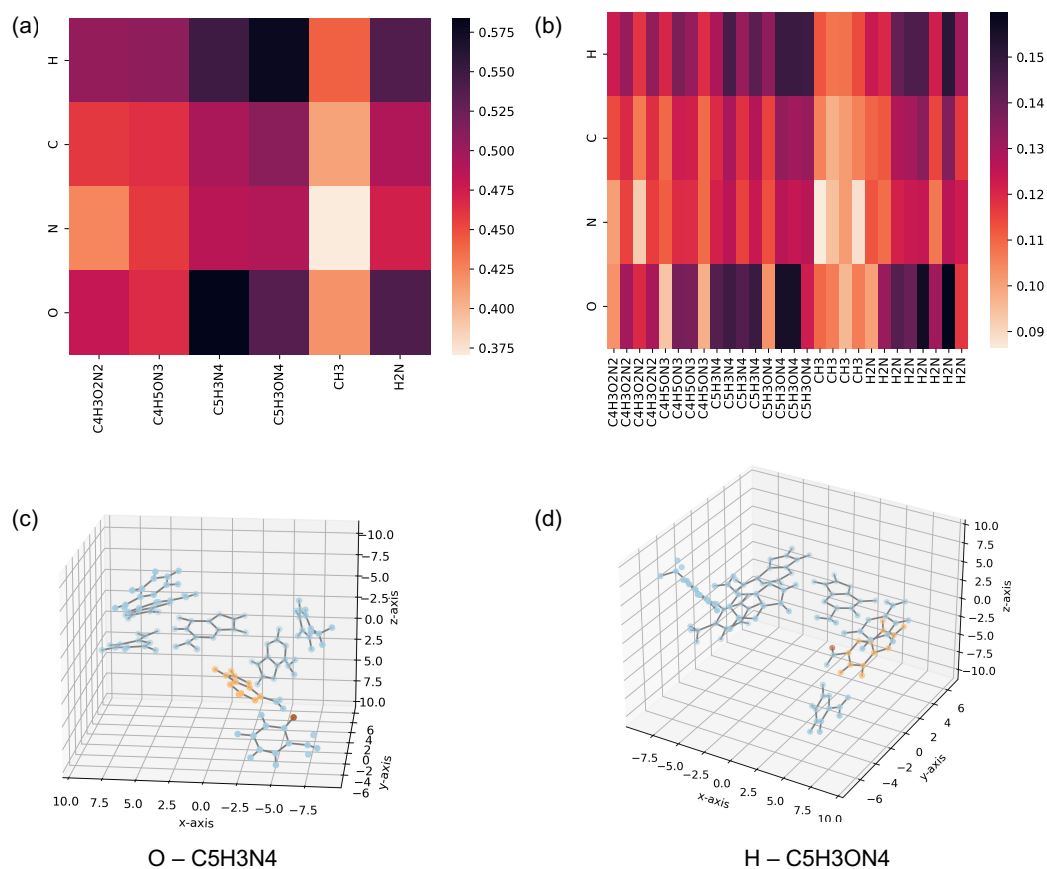 (a)
H
C
N
O
C4H3O2N2
C4H5ON3
C5H3N4
C5H3ON4
CH3
H2N
0.575
0.550
0.525
0.500
0.475
0.450
0.425
0.400
0.375
(b)
H
C
N
O
C4H3O2N2
C4H3O2N2
C4H3O2N2
C4H3O2N2
C4H5ON3
C4H5ON3
C4H5ON3
C4H5ON3
C5H3N4
C5H3N4
C5H3N4
C5H3N4
C5H3ON4
C5H3ON4
C5H3ON4
C5H3ON4
CH3
CH3
CH3
CH3
H2N
H2N
H2N
H2N
H2N
H2N
H2N
H2N
0.15
0.14
0.13
0.12
0.11
0.10
0.09
(c)
−10.0
−7.5
−5.0
−2.5
0.0
2.5
5.0
7.5
10.0
z-axis
6
4
2
0
−2
−4
−6
y-axis
10.0
7.5
5.0
2.5
0.0
−2.5
−5.0
−7.5
x-axis
O – C5H3N4
(d)
10.0
7.5
5.0
2.5
0.0
−2.5
−5.0
−7.5
−10.0
z-axis
6
4
2
0
−2
−4
−6
y-axis
−7.5
−5.0
−2.5
0.0
2.5
5.0
7.5
10.0
x-axis
H – C5H3ON4